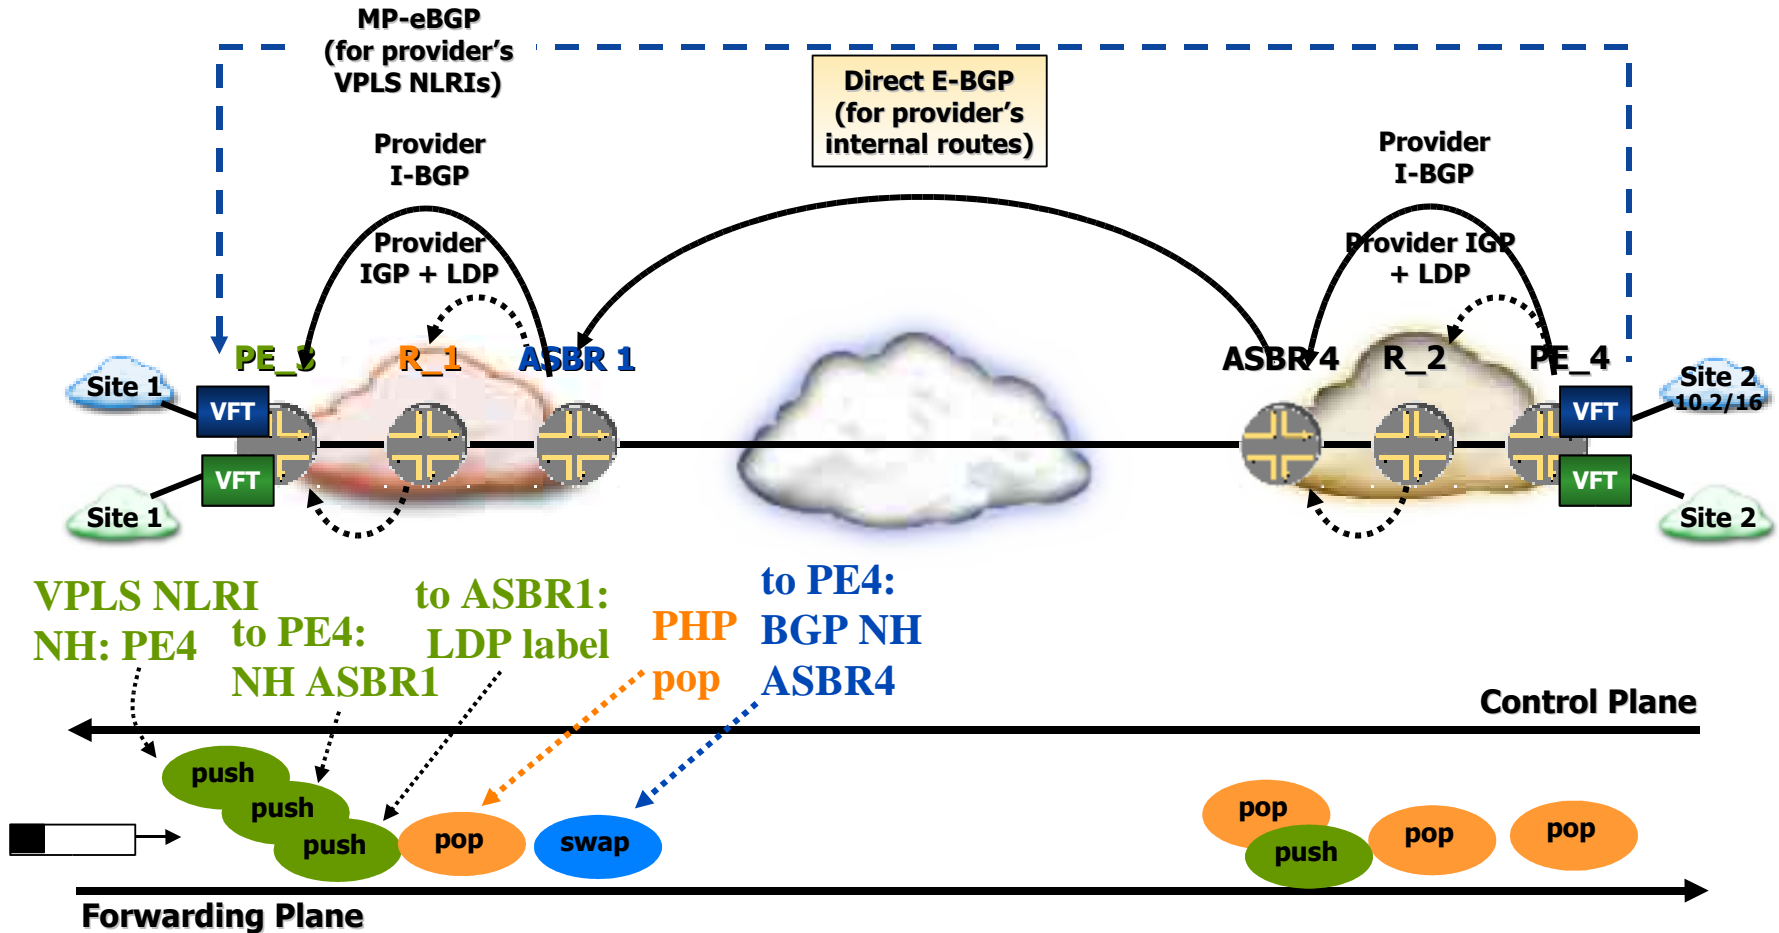 MP-eBGP
(for provider's
VPLS NLRIs)
Direct E-BGP
(for provider's
internal routes)
Provider
I-BGP
Provider
I-BGP
Provider
IGP + LDP
Provider IGP
+ LDP
PE_3
R_1
ASBR 1
ASBR 4
R_2
PE_4
Site 1
VFT
VFT
Site 2
10.2/16
VFT
VFT
Site 1
Site 2
VPLS NLRI
NH: PE4
to PE4:
NH ASBR1
to ASBR1:
LDP label
PHP
pop
to PE4:
BGP NH
ASBR4
Control Plane
push
push
push
pop
swap
pop
push
pop
pop
Forwarding Plane